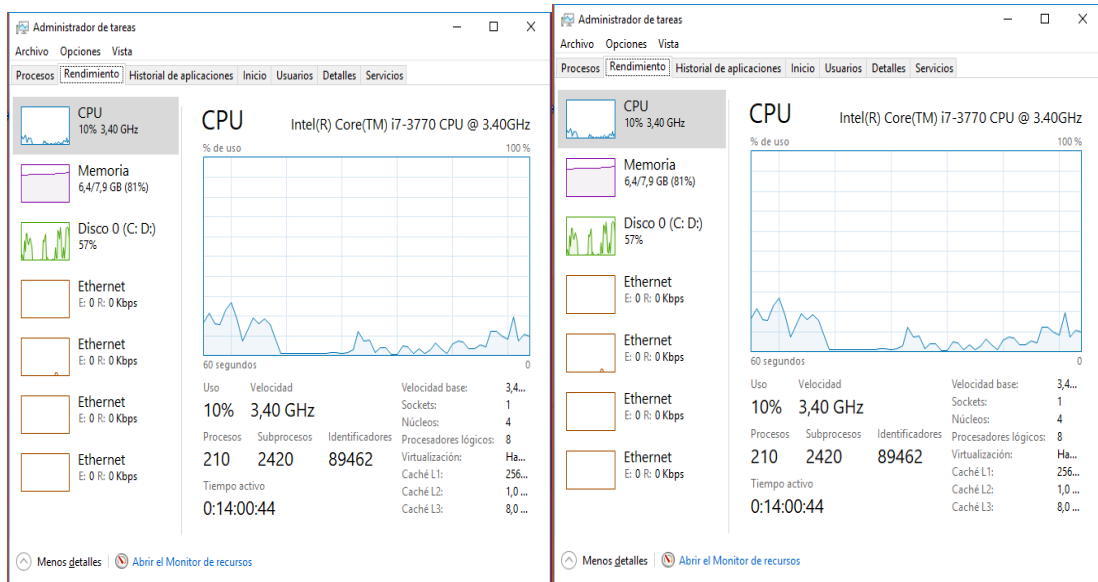 Administrador de tareas
Archivo Opciones Vista
Procesos Rendimiento Historial de aplicaciones Inicio Usuarios Detalles Servicios
CPU
10% 3,40 GHz
Memoria
6,4/7,9 GB (81%)
Disco 0 (C: D:)
57%
Ethernet
E: 0 R: 0 Kbps
Ethernet
E: 0 R: 0 Kbps
Ethernet
E: 0 R: 0 Kbps
Ethernet
E: 0 R: 0 Kbps
CPU Intel(R) Core(TM) i7-3770 CPU @ 3.40GHz
% de uso 100 %
60 segundos 0
Uso Velocidad
10% 3,40 GHz
Procesos Subprocesos Identificadores
210 2420 89462
Tiempo activo
0:14:00:44
Velocidad base: 3,4...
Sockets: 1
Núcleos: 4
Procesadores lógicos: 8
Virtualización: Ha...
Caché L1: 256...
Caché L2: 1,0 ...
Caché L3: 8,0 ...
Menos detalles Abrir el Monitor de recursos
Administrador de tareas
Archivo Opciones Vista
Procesos Rendimiento Historial de aplicaciones Inicio Usuarios Detalles Servicios
CPU
10% 3,40 GHz
Memoria
6,4/7,9 GB (81%)
Disco 0 (C: D:)
57%
Ethernet
E: 0 R: 0 Kbps
Ethernet
E: 0 R: 0 Kbps
Ethernet
E: 0 R: 0 Kbps
Ethernet
E: 0 R: 0 Kbps
CPU Intel(R) Core(TM) i7-3770 CPU @ 3.40GHz
% de uso 100 %
60 segundos 0
Uso Velocidad
10% 3,40 GHz
Procesos Subprocesos Identificadores
210 2420 89462
Tiempo activo
0:14:00:44
Velocidad base: 3,4...
Sockets: 1
Núcleos: 4
Procesadores lógicos: 8
Virtualización: Ha...
Caché L1: 256...
Caché L2: 1,0 ...
Caché L3: 8,0 ...
Menos detalles Abrir el Monitor de recursos